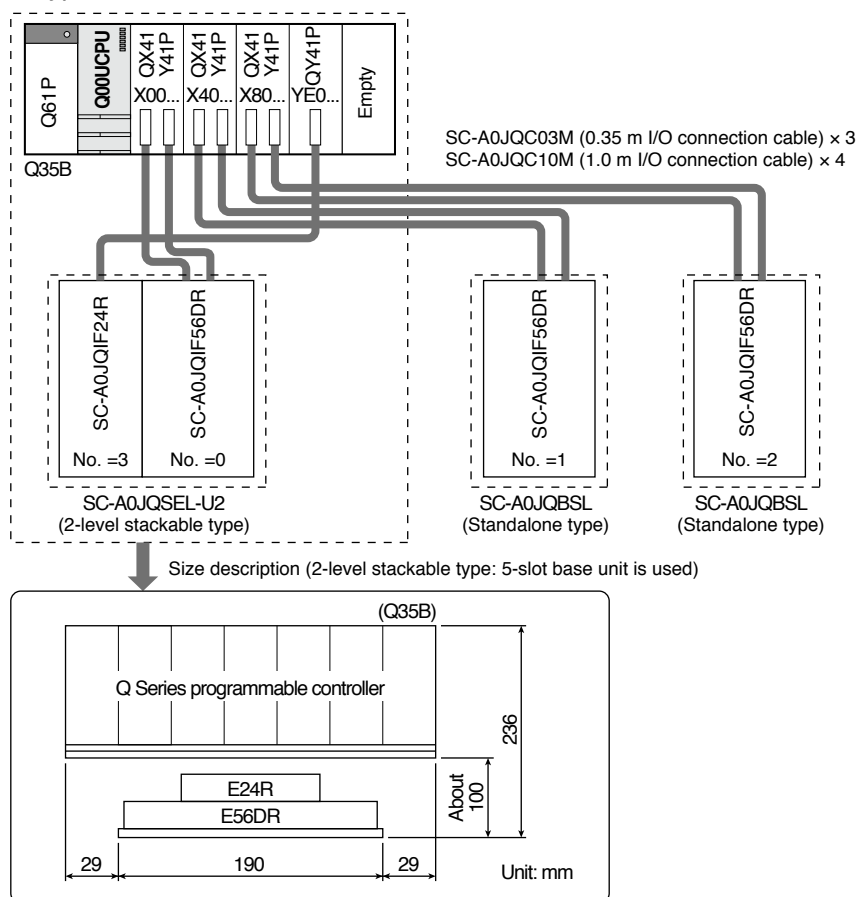 Q61P
Q00UCPU
QX41
Y41P
X00...
QX41
Y41P
X40...
QX41
Y41P
X80...
QY41P
YE0...
Empty
Q35B
SC-A0JQC03M (0.35 m I/O connection cable) × 3
SC-A0JQC10M (1.0 m I/O connection cable) × 4
SC-A0JQIF24R
No. =3
SC-A0JQIF56DR
No. =0
SC-A0JQIF56DR
No. =1
SC-A0JQIF56DR
No. =2
SC-A0JQSEL-U2
(2-level stackable type)
SC-A0JQBSL
(Standalone type)
SC-A0JQBSL
(Standalone type)
Size description (2-level stackable type: 5-slot base unit is used)
(Q35B)
Q Series programmable controller
236
About
100
E24R
E56DR
29
190
29
Unit: mm